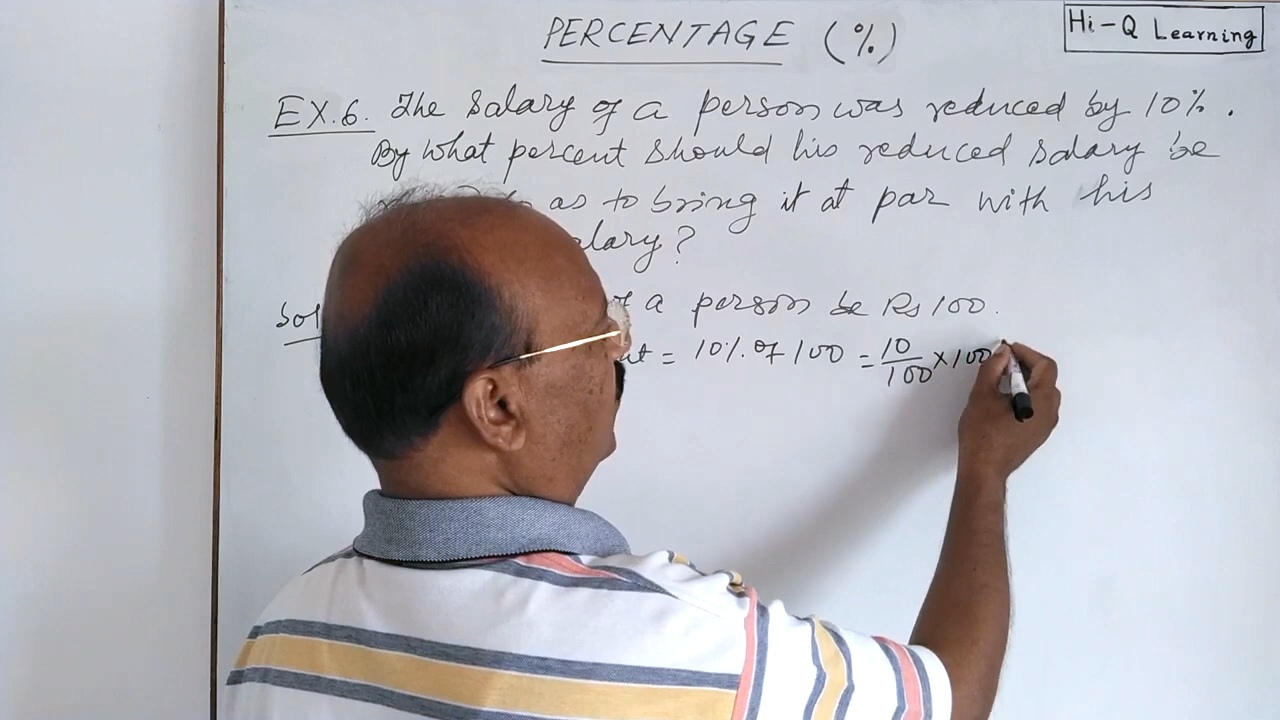 PERCENTAGE (%)
Hi-Q Learning
EX.6. The salary of a person was reduced by 10%.
By what percent should his reduced salary be
as to bring it at par with his
alary?
Sol
of a person be Rs 100.
= 10% of 100 = 10/100 × 100